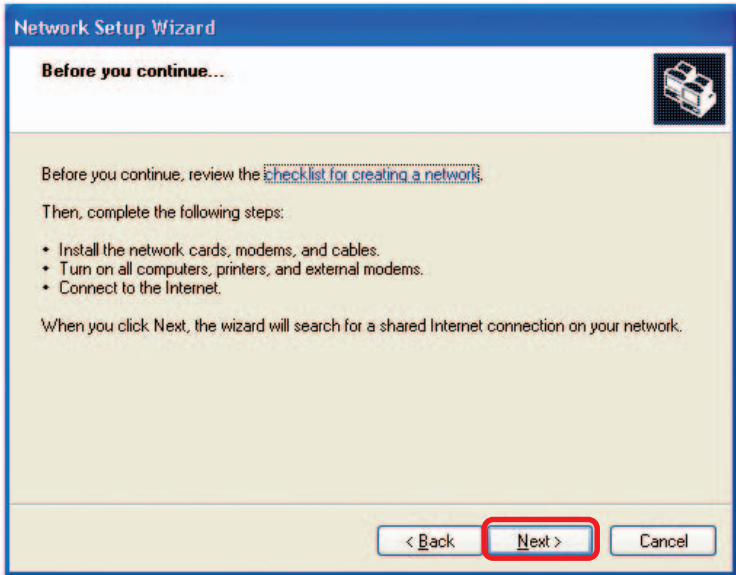 Network Setup Wizard
Before you continue...
Before you continue, review the checklist for creating a network.
Then, complete the following steps:
• Install the network cards, modems, and cables.
• Turn on all computers, printers, and external modems.
• Connect to the Internet.
When you click Next, the wizard will search for a shared Internet connection on your network.
< Back Next > Cancel